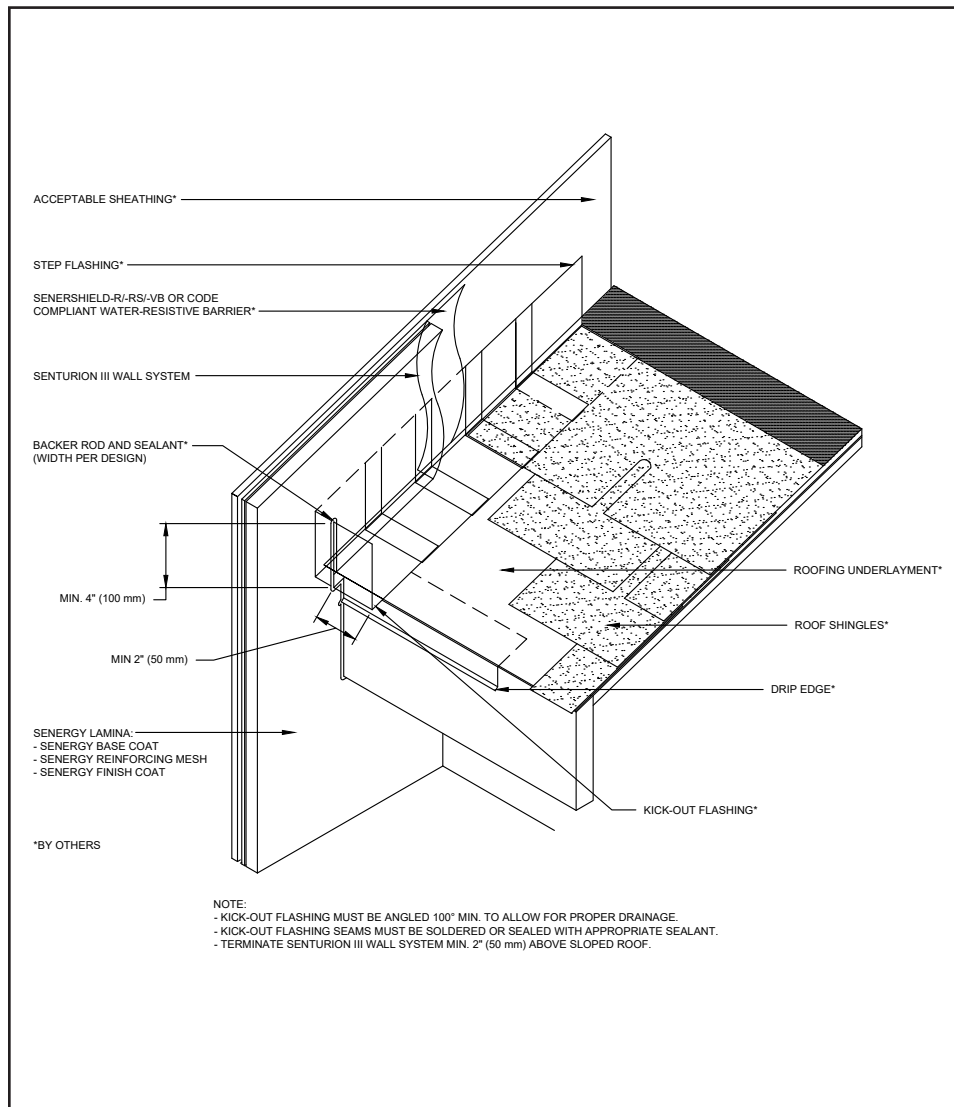 ACCEPTABLE SHEATHING*
STEP FLASHING*
SENERSHIELD-R/-RS/-VB OR CODE
COMPLIANT WATER-RESISTIVE BARRIER*
SENTURION III WALL SYSTEM
BACKER ROD AND SEALANT*
(WIDTH PER DESIGN)
ROOFING UNDERLAYMENT*
MIN. 4" (100 mm)
ROOF SHINGLES*
MIN 2" (50 mm)
DRIP EDGE*
SENERGY LAMINA:
- SENERGY BASE COAT
- SENERGY REINFORCING MESH
- SENERGY FINISH COAT
KICK-OUT FLASHING*
*BY OTHERS
NOTE:
- KICK-OUT FLASHING MUST BE ANGLED 100° MIN. TO ALLOW FOR PROPER DRAINAGE.
- KICK-OUT FLASHING SEAMS MUST BE SOLDERED OR SEALED WITH APPROPRIATE SEALANT.
- TERMINATE SENTURION III WALL SYSTEM MIN. 2" (50 mm) ABOVE SLOPED ROOF.